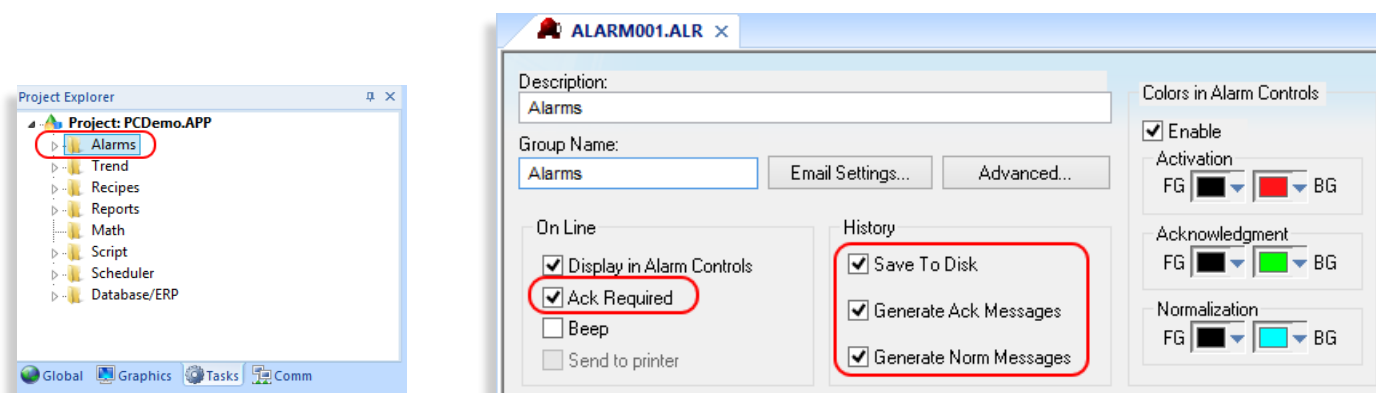 Project Explorer
Project: PCDemo.APP
Alarms
Trend
Recipes
Reports
Math
Script
Scheduler
Database/ERP
Global Graphics Tasks Comm
ALARM001.ALR
Description:
Alarms
Group Name:
Alarms
Email Settings...
Advanced...
On Line
Display in Alarm Controls
Ack Required
Beep
Send to printer
History
Save To Disk
Generate Ack Messages
Generate Norm Messages
Colors in Alarm Controls
Enable
Activation
FG BG
Acknowledgment
FG BG
Normalization
FG BG